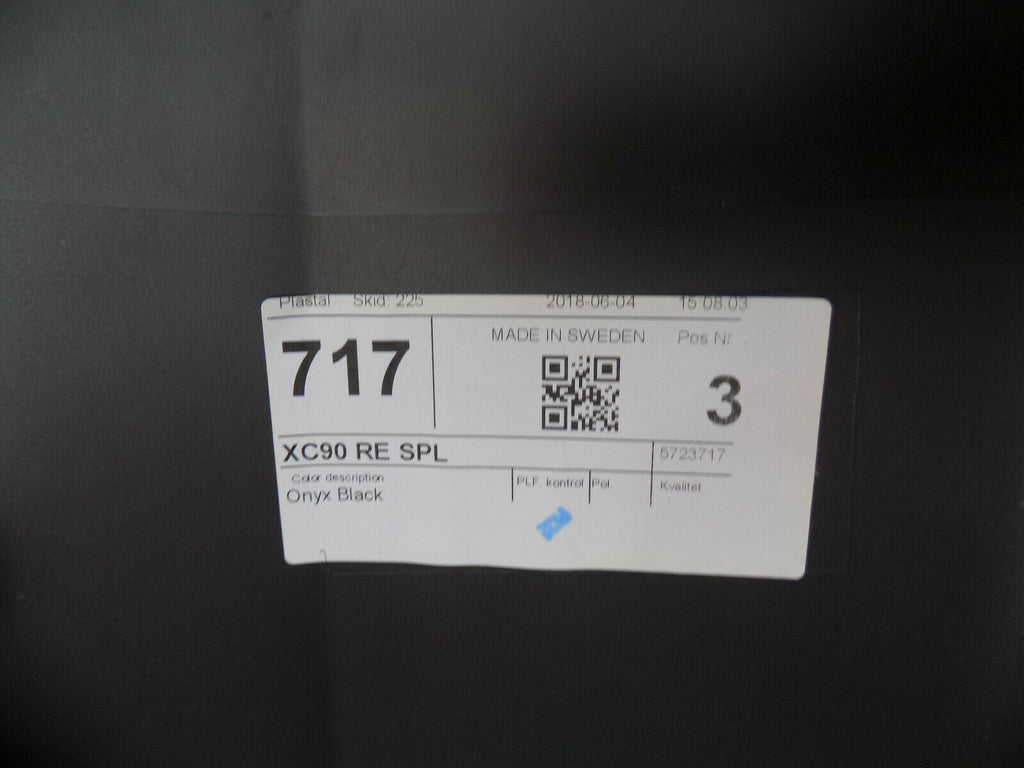 Plastal Skid: 225 2018-06-04 15:08:03
717
MADE IN SWEDEN
Pos Nr
3
XC90 RE SPL
5723717
Color description
Onyx Black
PLF. kontrol
Pol.
Kvalitet